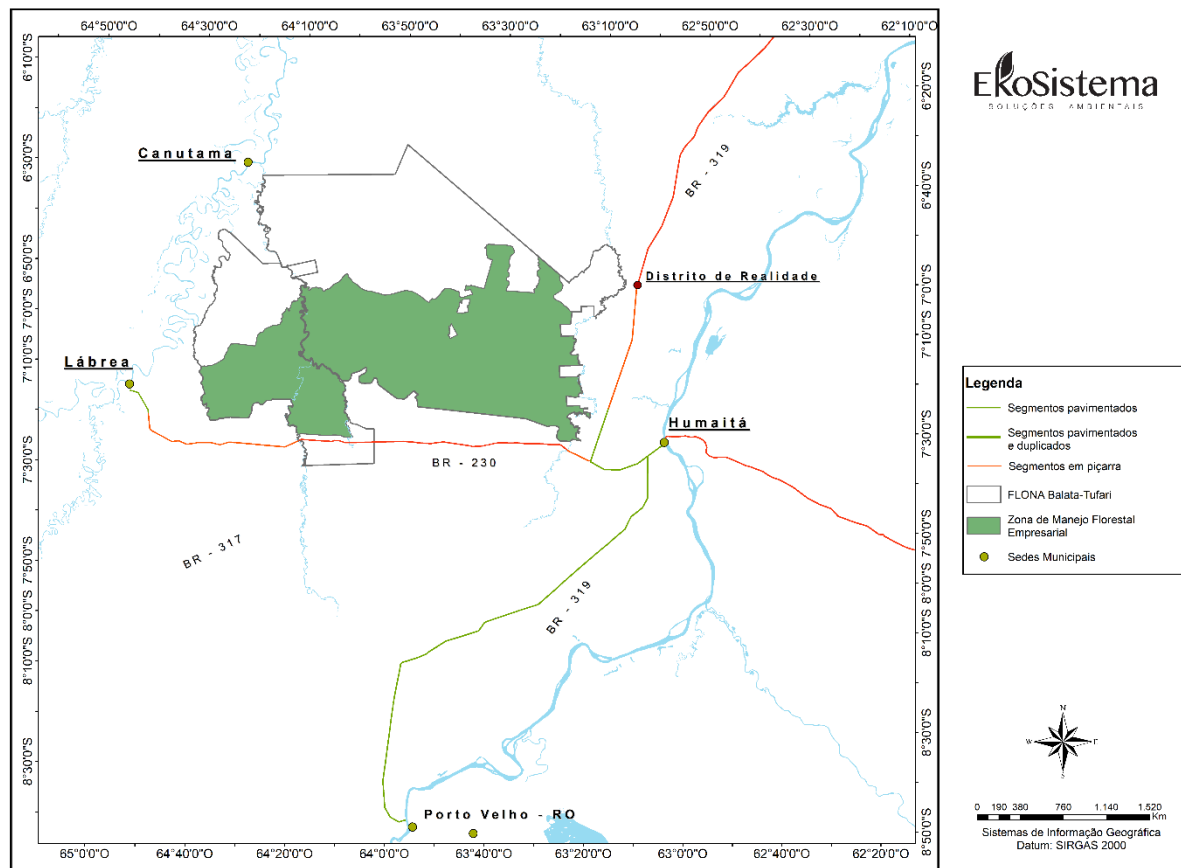 64°50'0"O 64°30'0"O 64°10'0"O 63°50'0"O 63°30'0"O 63°10'0"O 62°50'0"O 62°30'0"O 62°10'0"O
6°10'0"S
6°30'0"S
6°50'0"S
7°0'0"S
7°10'0"S
7°30'0"S
7°50'0"S
8°0'0"S
8°10'0"S
8°30'0"S
Canutama
BR - 319
Distrito de Realidade
Lábrea
Humaitá
BR - 230
BR - 317
BR - 319
Porto Velho - RO
6°20'0"S
6°40'0"S
7°0'0"S
7°10'0"S
7°30'0"S
7°50'0"S
8°0'0"S
8°10'0"S
8°30'0"S
8°50'0"S
65°0'0"O 64°40'0"O 64°20'0"O 64°0'0"O 63°40'0"O 63°20'0"O 63°0'0"O 62°40'0"O 62°20'0"O
EkoSistema
SOLUÇÕES AMBIENTAIS
Legenda
Segmentos pavimentados
Segmentos pavimentados
e duplicados
Segmentos em piçarra
FLONA Balata-Tufari
Zona de Manejo Florestal
Empresarial
Sedes Municipais
N
W E
S
0 190 380 760 1.140 1.520
Km
Sistemas de Informação Geográfica
Datum: SIRGAS 2000